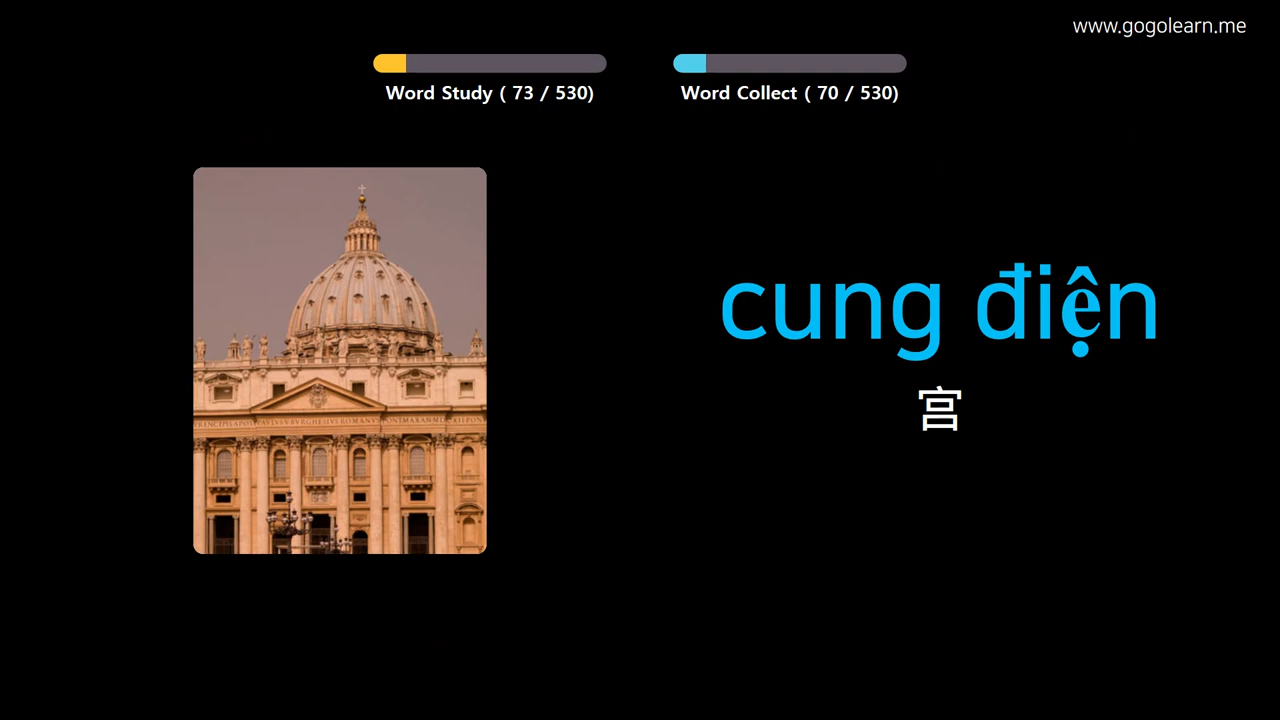 www.gogolearn.me
Word Study ( 73 / 530)
Word Collect ( 70 / 530)
cung điện
宫